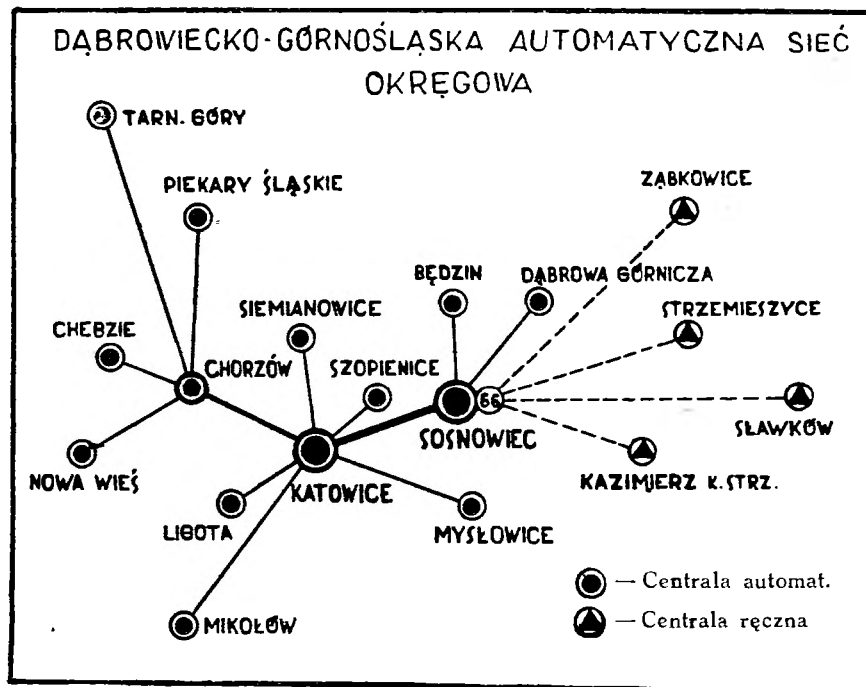 DĄBROWIECKO-GÓRNOŚLĄSKA AUTOMATYCZNA SIEĆ
OKRĘGOWA
TARN. GÓRY
PIEKARY ŚLĄSKIE
ZĄBKOWICE
BĘDZIN
DĄBROWA GÓRNICZA
SIEMIANOWICE
STRZEMIESZYCE
CHEBZIE
CHORZÓW
SZOPIENICE
66
SŁAWKÓW
SOSNOWIEC
NOWA WIEŚ
KATOWICE
KAZIMJERZ K.STRZ.
LIGOTA
MYSŁOWICE
— Centrala automat.
MIKOŁÓW
— Centrala ręczna